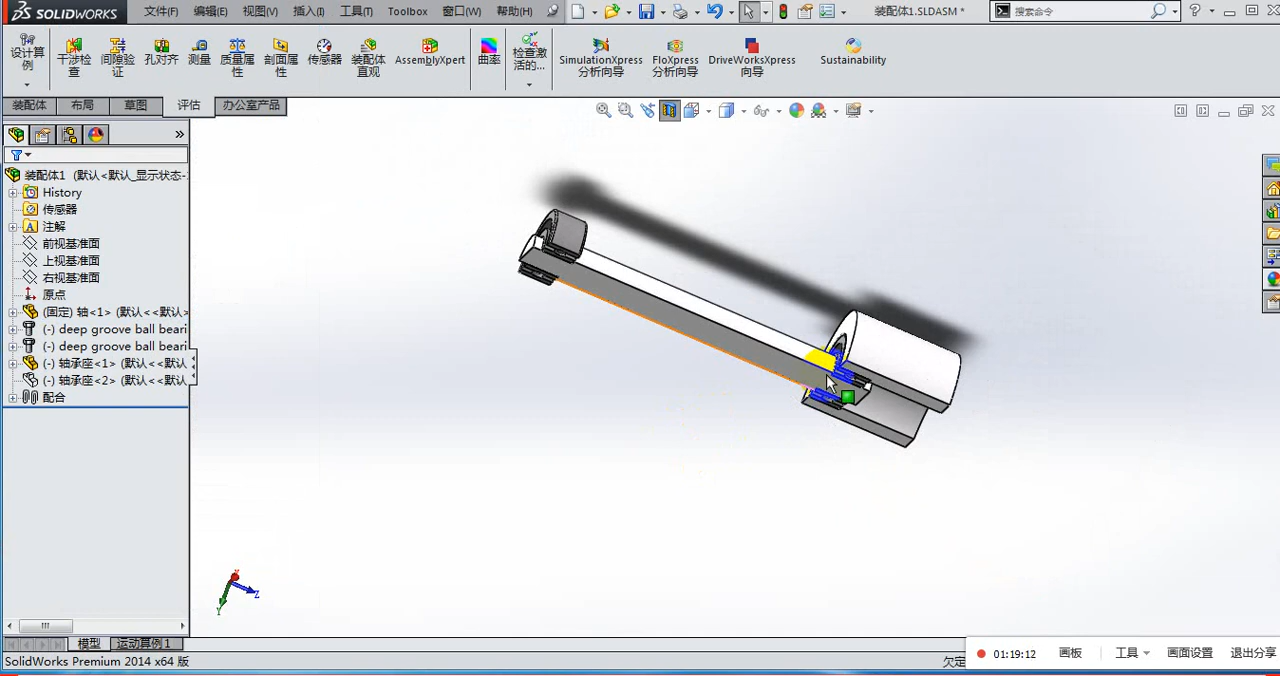 SOLIDWORKS 文件(F) 编辑(E) 视图(V) 插入(I) 工具(T) Toolbox 窗口(W) 帮助(H) 装配体1.SLDASM * 搜索命令
设计算例 干涉检查 间隙验证 孔对齐 测量 质量属性 剖面属性 传感器 装配体直观 AssemblyXpert 曲率 检查激活的... SimulationXpress 分析向导 FloXpress 分析向导 DriveWorksXpress 向导 Sustainability
装配体 布局 草图 评估 办公室产品
装配体1 (默认<默认_显示状态-
History
传感器
注解
前视基准面
上视基准面
右视基准面
原点
(固定) 轴<1> (默认<<默认
(-) deep groove ball beari
(-) deep groove ball beari
(-) 轴承座<1> (默认<<默认
(-) 轴承座<2> (默认<<默认
配合
X
Z
Y
模型 运动算例1
SolidWorks Premium 2014 x64 版 欠定
01:19:12 画板 工具 画面设置 退出分享